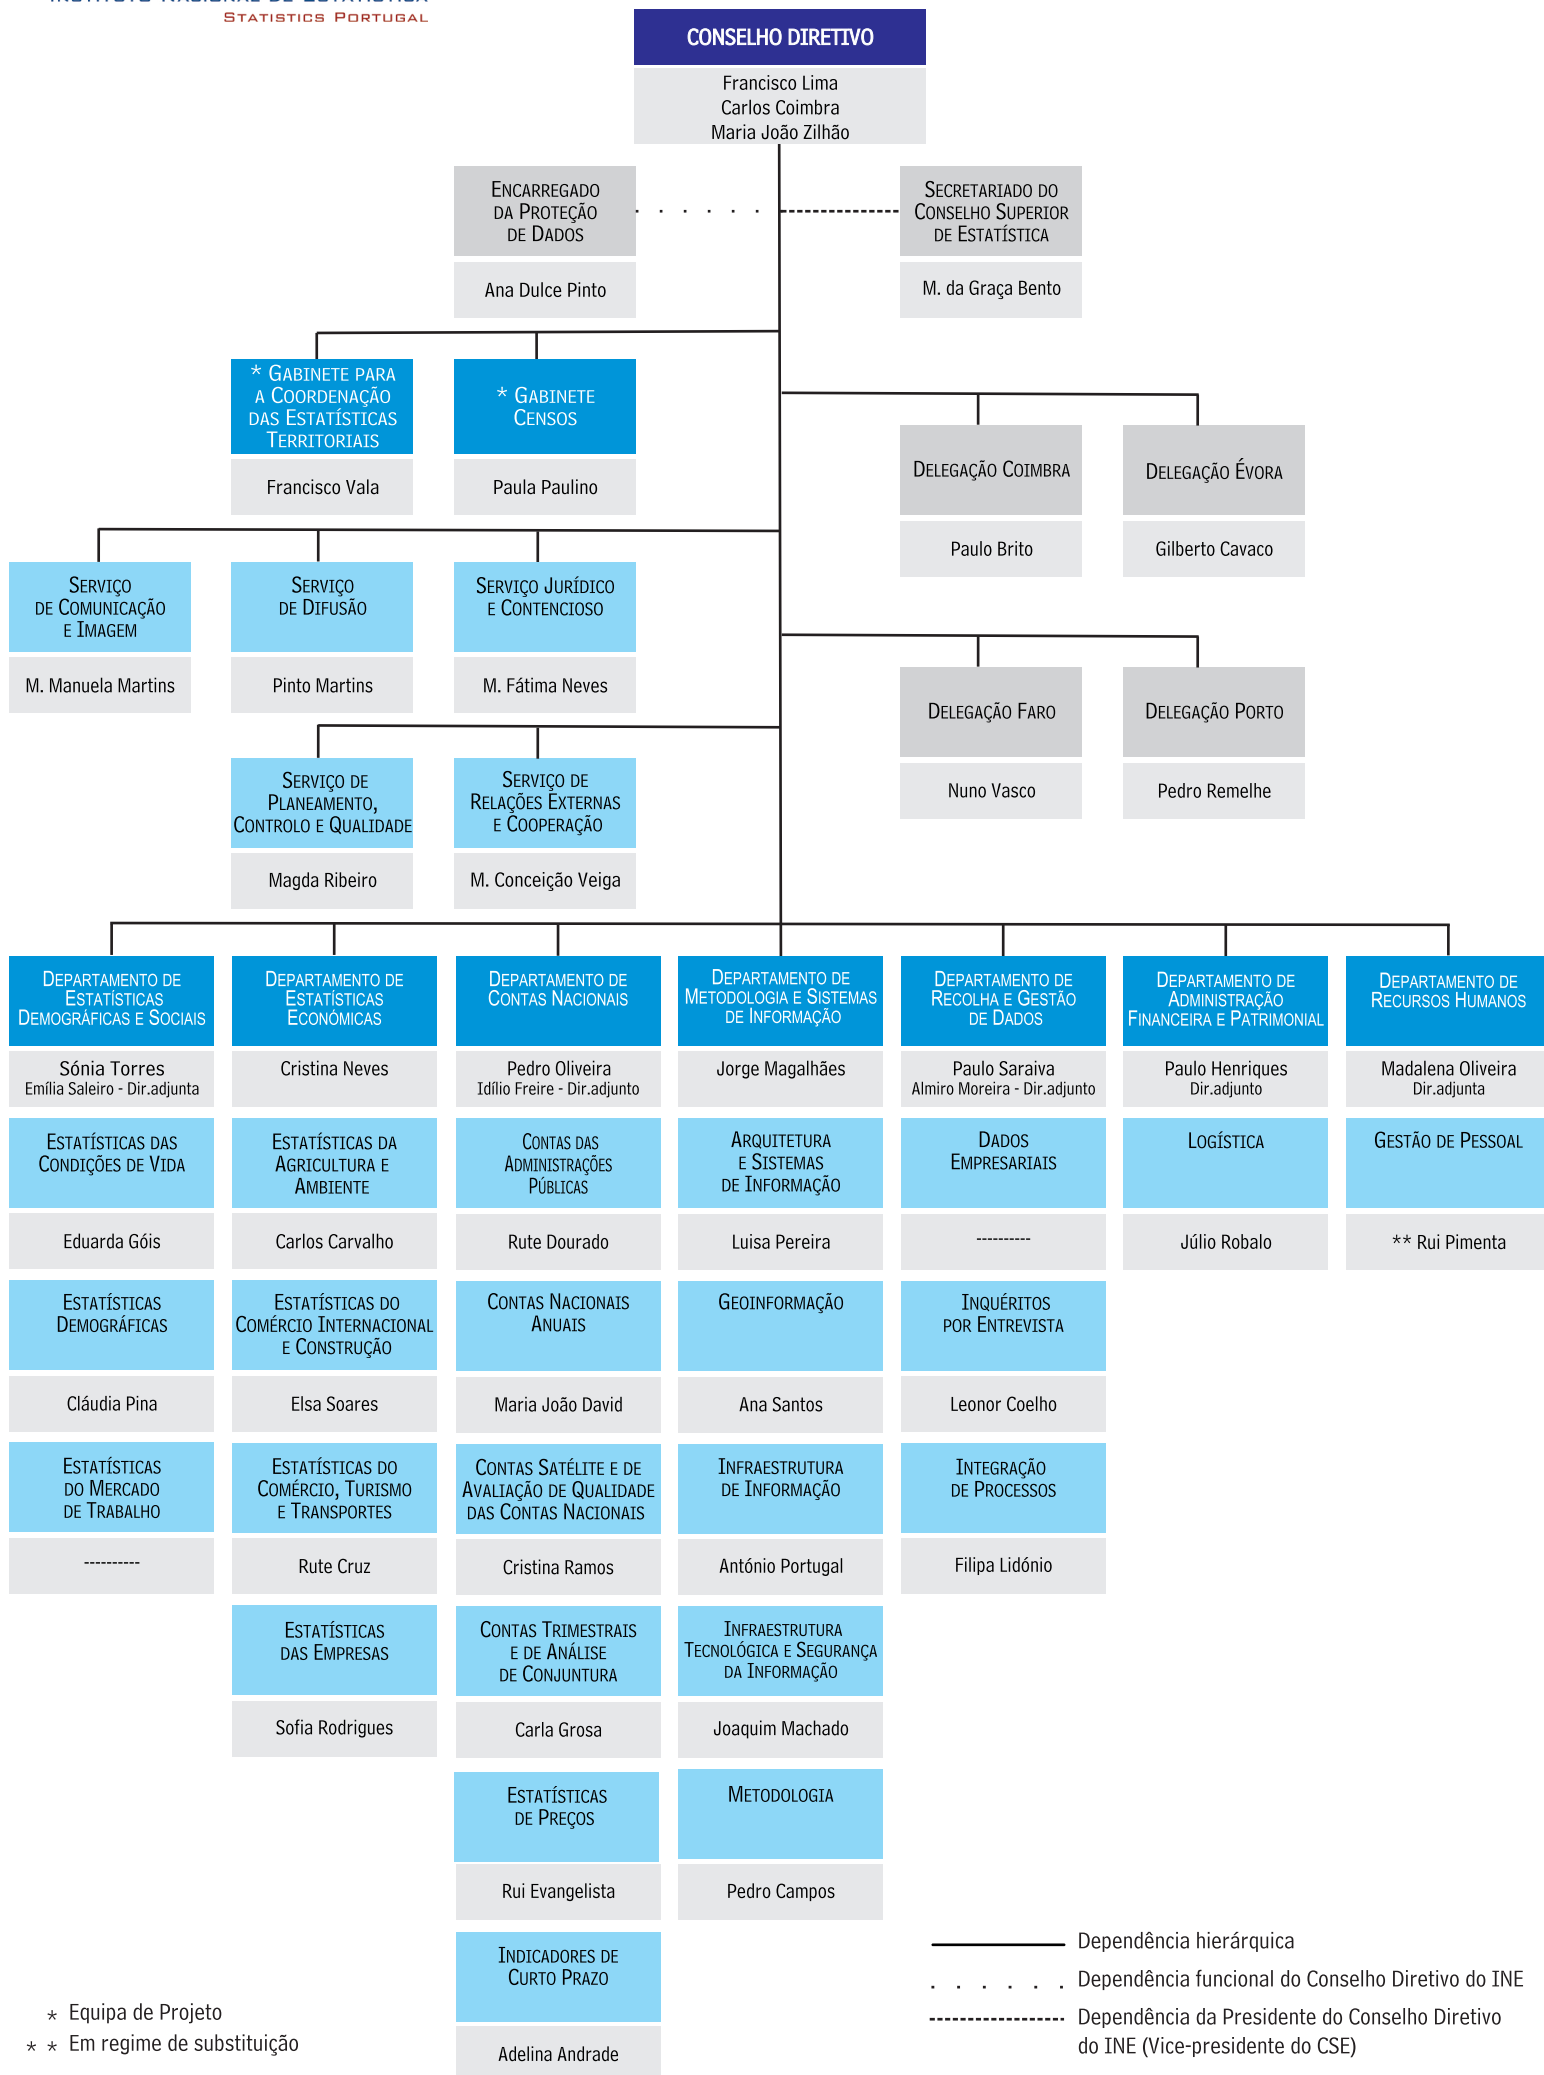 INSTITUTO NACIONAL DE ESTATÍSTICA
STATISTICS PORTUGAL
CONSELHO DIRETIVO
Francisco Lima
Carlos Coimbra
Maria João Zilhão
ENCARREGADO
DA PROTEÇÃO
DE DADOS
Ana Dulce Pinto
SECRETARIADO DO
CONSELHO SUPERIOR
DE ESTATÍSTICA
M. da Graça Bento
* GABINETE PARA
A COORDENAÇÃO
DAS ESTATÍSTICAS
TERRITORIAIS
Francisco Vala
* GABINETE
CENSOS
Paula Paulino
DELEGAÇÃO COIMBRA
Paulo Brito
DELEGAÇÃO ÉVORA
Gilberto Cavaco
SERVIÇO
DE COMUNICAÇÃO
E IMAGEM
M. Manuela Martins
SERVIÇO
DE DIFUSÃO
Pinto Martins
SERVIÇO JURÍDICO
E CONTENCIOSO
M. Fátima Neves
DELEGAÇÃO FARO
Nuno Vasco
DELEGAÇÃO PORTO
Pedro Remelhe
SERVIÇO DE
PLANEAMENTO,
CONTROLO E QUALIDADE
Magda Ribeiro
SERVIÇO DE
RELAÇÕES EXTERNAS
E COOPERAÇÃO
M. Conceição Veiga
DEPARTAMENTO DE
ESTATÍSTICAS
DEMOGRÁFICAS E SOCIAIS
Sónia Torres
Emília Saleiro - Dir.adjunta
ESTATÍSTICAS DAS
CONDIÇÕES DE VIDA
Eduarda Góis
ESTATÍSTICAS
DEMOGRÁFICAS
Cláudia Pina
ESTATÍSTICAS
DO MERCADO
DE TRABALHO
----------
DEPARTAMENTO DE
ESTATÍSTICAS
ECONÓMICAS
Cristina Neves
ESTATÍSTICAS DA
AGRICULTURA E
AMBIENTE
Carlos Carvalho
ESTATÍSTICAS DO
COMÉRCIO INTERNACIONAL
E CONSTRUÇÃO
Elsa Soares
ESTATÍSTICAS DO
COMÉRCIO, TURISMO
E TRANSPORTES
Rute Cruz
ESTATÍSTICAS
DAS EMPRESAS
Sofia Rodrigues
DEPARTAMENTO DE
CONTAS NACIONAIS
Pedro Oliveira
Idílio Freire - Dir.adjunto
CONTAS DAS
ADMINISTRAÇÕES
PÚBLICAS
Rute Dourado
CONTAS NACIONAIS
ANUAIS
Maria João David
CONTAS SATÉLITE E DE
AVALIAÇÃO DE QUALIDADE
DAS CONTAS NACIONAIS
Cristina Ramos
CONTAS TRIMESTRAIS
E DE ANÁLISE
DE CONJUNTURA
Carla Grosa
ESTATÍSTICAS
DE PREÇOS
Rui Evangelista
INDICADORES DE
CURTO PRAZO
Adelina Andrade
DEPARTAMENTO DE
METODOLOGIA E SISTEMAS
DE INFORMAÇÃO
Jorge Magalhães
ARQUITETURA
E SISTEMAS
DE INFORMAÇÃO
Luisa Pereira
GEOINFORMAÇÃO
Ana Santos
INFRAESTRUTURA
DE INFORMAÇÃO
António Portugal
INFRAESTRUTURA
TECNOLÓGICA E SEGURANÇA
DA INFORMAÇÃO
Joaquim Machado
METODOLOGIA
Pedro Campos
DEPARTAMENTO DE
RECOLHA E GESTÃO
DE DADOS
Paulo Saraiva
Almiro Moreira - Dir.adjunto
DADOS
EMPRESARIAIS
----------
INQUÉRITOS
POR ENTREVISTA
Leonor Coelho
INTEGRAÇÃO
DE PROCESSOS
Filipa Lidónio
DEPARTAMENTO DE
ADMINISTRAÇÃO
FINANCEIRA E PATRIMONIAL
Paulo Henriques
Dir.adjunto
LOGÍSTICA
Júlio Robalo
DEPARTAMENTO DE
RECURSOS HUMANOS
Madalena Oliveira
Dir.adjunta
GESTÃO DE PESSOAL
** Rui Pimenta
* Equipa de Projeto
* * Em regime de substituição
Dependência hierárquica
Dependência funcional do Conselho Diretivo do INE
Dependência da Presidente do Conselho Diretivo
do INE (Vice-presidente do CSE)